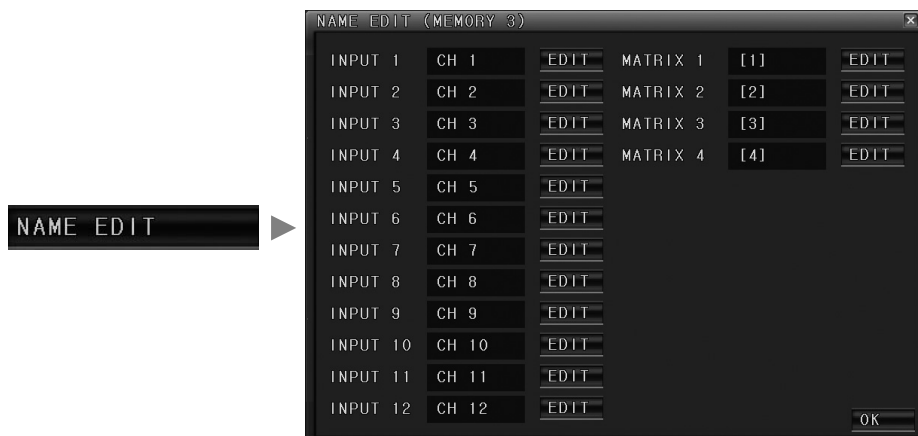 NAME EDIT
NAME EDIT (MEMORY 3)
INPUT 1 CH 1 EDIT MATRIX 1 [1] EDIT
INPUT 2 CH 2 EDIT MATRIX 2 [2] EDIT
INPUT 3 CH 3 EDIT MATRIX 3 [3] EDIT
INPUT 4 CH 4 EDIT MATRIX 4 [4] EDIT
INPUT 5 CH 5 EDIT
INPUT 6 CH 6 EDIT
INPUT 7 CH 7 EDIT
INPUT 8 CH 8 EDIT
INPUT 9 CH 9 EDIT
INPUT 10 CH 10 EDIT
INPUT 11 CH 11 EDIT
INPUT 12 CH 12 EDIT
OK